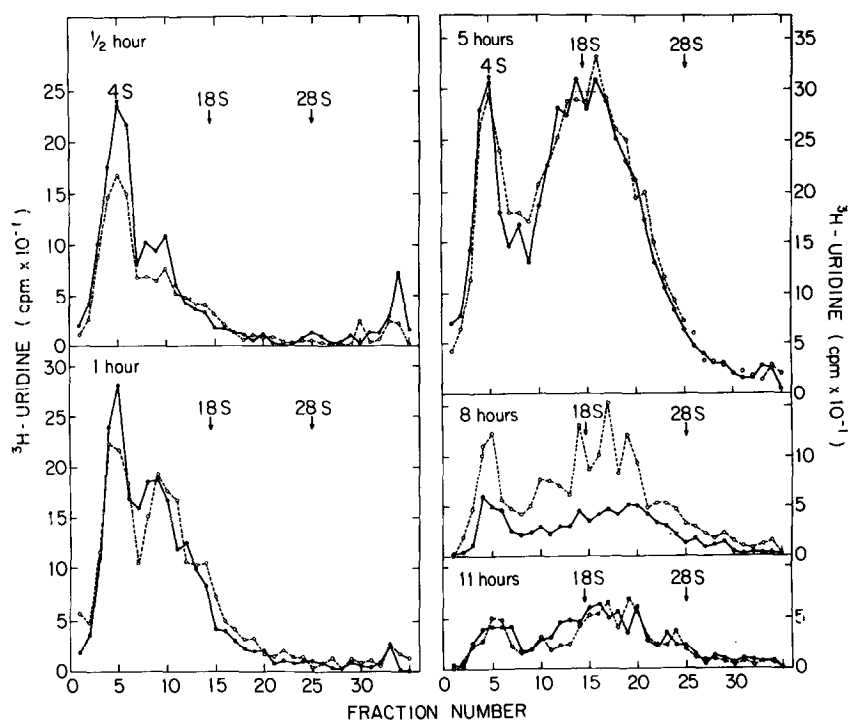 ½ hour
4S
18S
28S
25
20
15
10
5
0
³H-URIDINE (cpm x 10⁻¹)
1 hour
18S
28S
30
25
20
15
10
5
0
0 5 10 15 20 25 30
5 hours
4S
18S
28S
35
30
25
20
15
10
5
0
³H-URIDINE (cpm x 10⁻¹)
8 hours
18S
28S
10
5
0
11 hours
18S
28S
5
0
0 5 10 15 20 25 30
FRACTION NUMBER